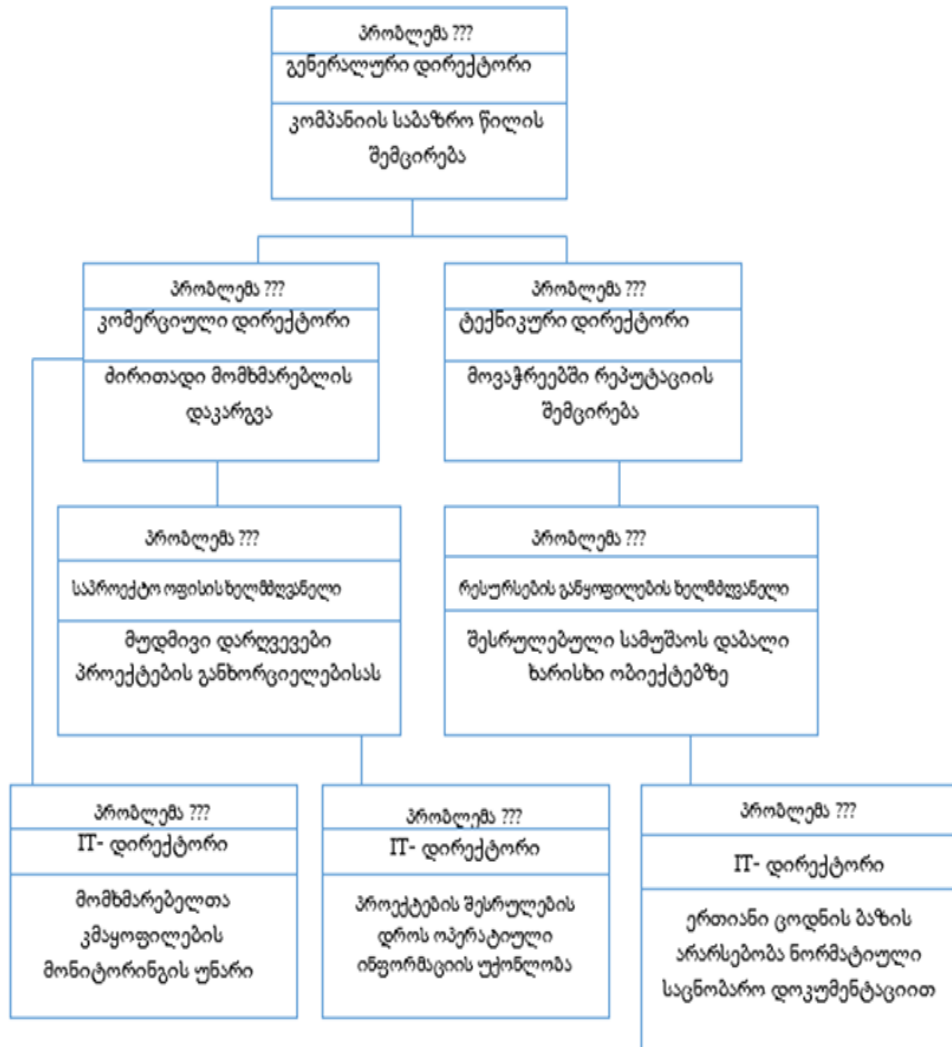 პრობლემა ???
გენერალური დირექტორი
კომპანიის საბაზრო წილის
შემცირება
პრობლემა ???
კომერციული დირექტორი
ძირითადი მომხმარებლის
დაკარგვა
პრობლემა ???
ტექნიკური დირექტორი
მოვაჭრეებში რეპუტაციის
შემცირება
პრობლემა ???
საპროექტო ოფისის ხელმძღვანელი
მუდმივი დარღვევები
პროექტების განხორციელებისას
პრობლემა ???
რესურსების განყოფილების ხელმძღვანელი
შესრულებული სამუშაოს დაბალი
ხარისხი ობიექტებზე
პრობლემა ???
IT- დირექტორი
მომხმარებელთა
კმაყოფილების
მონიტორინგის უნარი
პრობლემა ???
IT- დირექტორი
პროექტების შესრულების
დროს ოპერატიული
ინფორმაციის უქონლობა
პრობლემა ???
IT- დირექტორი
ერთიანი ცოდნის ბაზის
არარსებობა ნორმატიული
საცნობარო დოკუმენტაციით